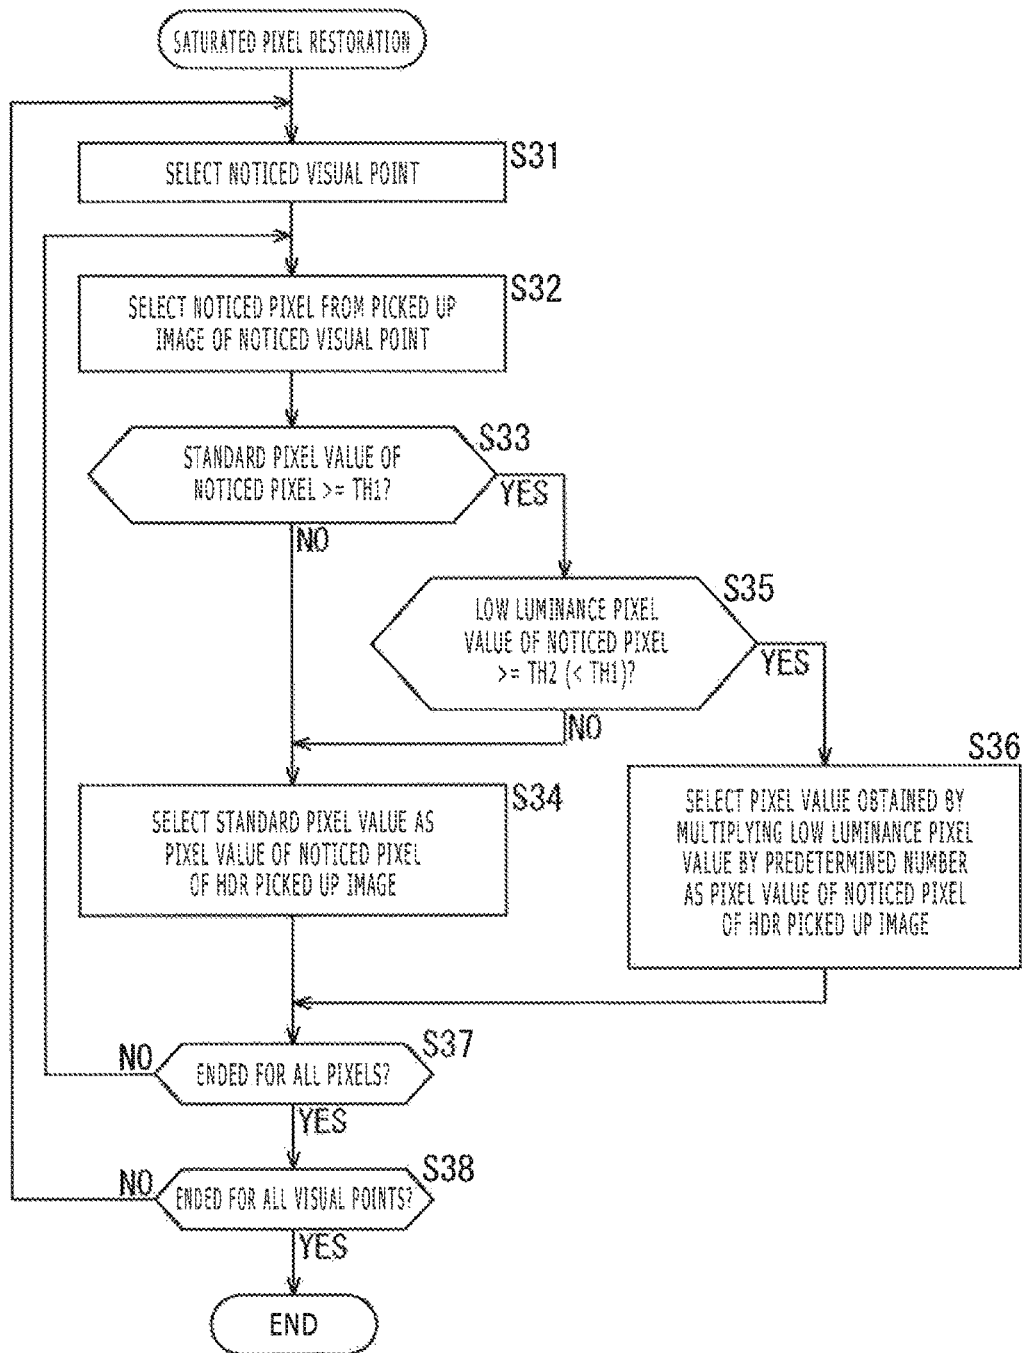 SATURATED PIXEL RESTORATION
S31
SELECT NOTICED VISUAL POINT
S32
SELECT NOTICED PIXEL FROM PICKED UP
IMAGE OF NOTICED VISUAL POINT
S33
STANDARD PIXEL VALUE OF
NOTICED PIXEL >= TH1?
YES
NO
S35
LOW LUMINANCE PIXEL
VALUE OF NOTICED PIXEL
>= TH2 (< TH1)?
YES
NO
S36
SELECT PIXEL VALUE OBTAINED BY
MULTIPLYING LOW LUMINANCE PIXEL
VALUE BY PREDETERMINED NUMBER
AS PIXEL VALUE OF NOTICED PIXEL
OF HDR PICKED UP IMAGE
S34
SELECT STANDARD PIXEL VALUE AS
PIXEL VALUE OF NOTICED PIXEL
OF HDR PICKED UP IMAGE
S37
NO
ENDED FOR ALL PIXELS?
YES
S38
NO
ENDED FOR ALL VISUAL POINTS?
YES
END